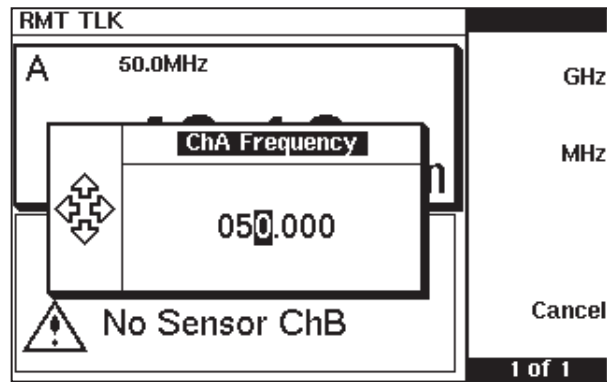 RMT TLK
A 50.0MHz
GHz
ChA Frequency
MHz
050.000
No Sensor ChB
Cancel
1 of 1